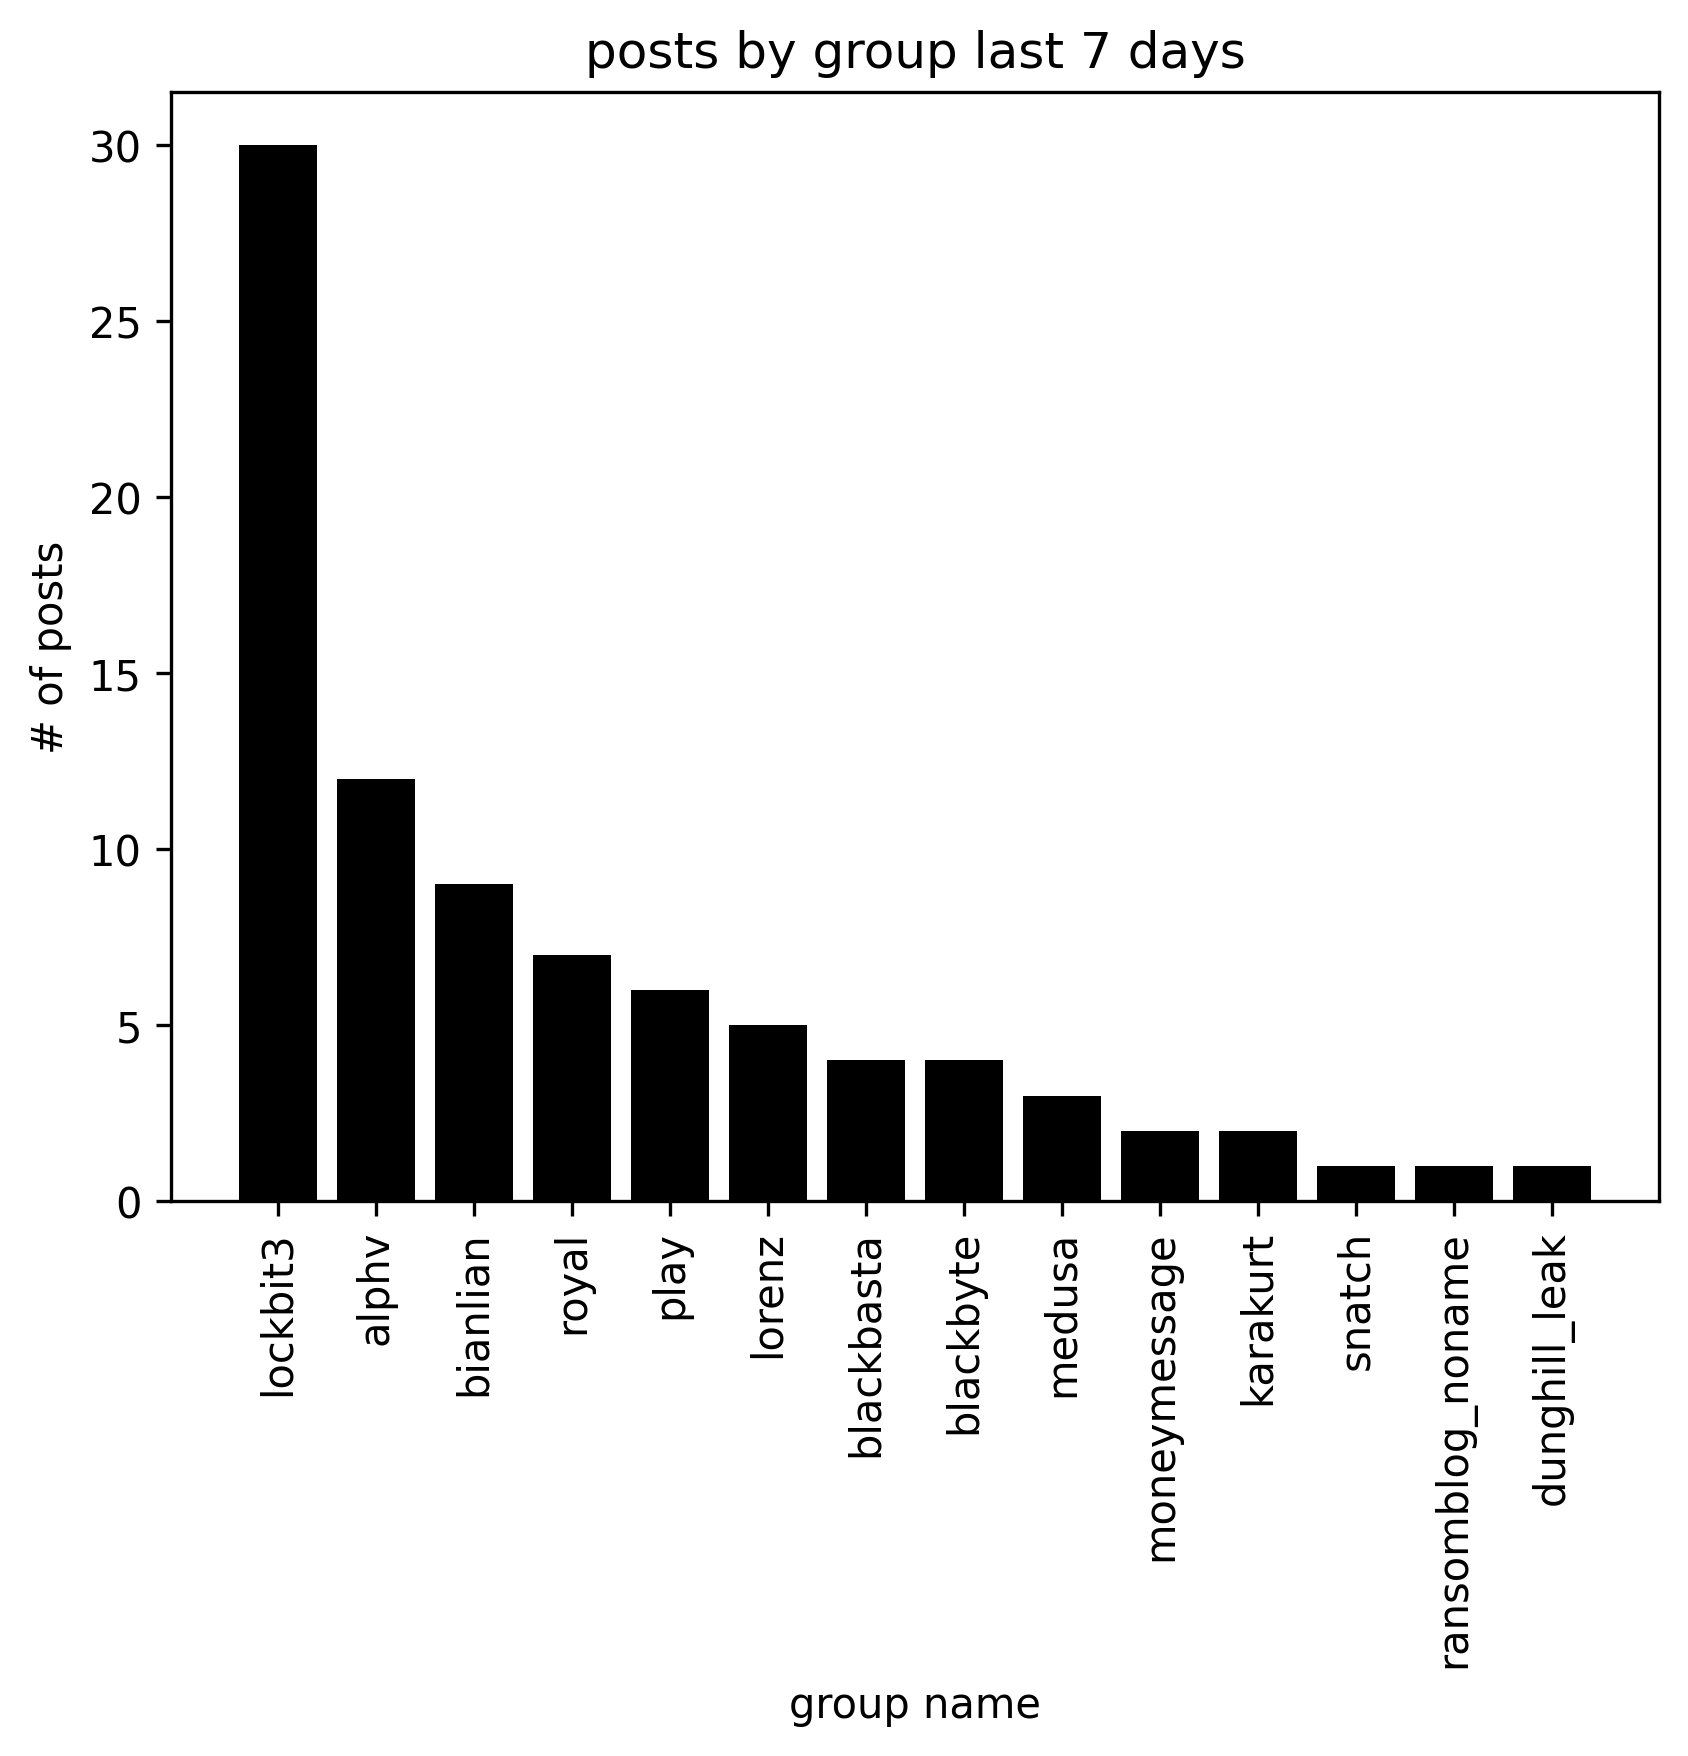 posts by group last 7 days
30
25
20
15
10
5
0
# of posts
lockbit3
alphv
bianlian
royal
play
lorenz
blackbasta
blackbyte
medusa
moneymessage
karakurt
snatch
ransomblog_noname
dunghill_leak
group name